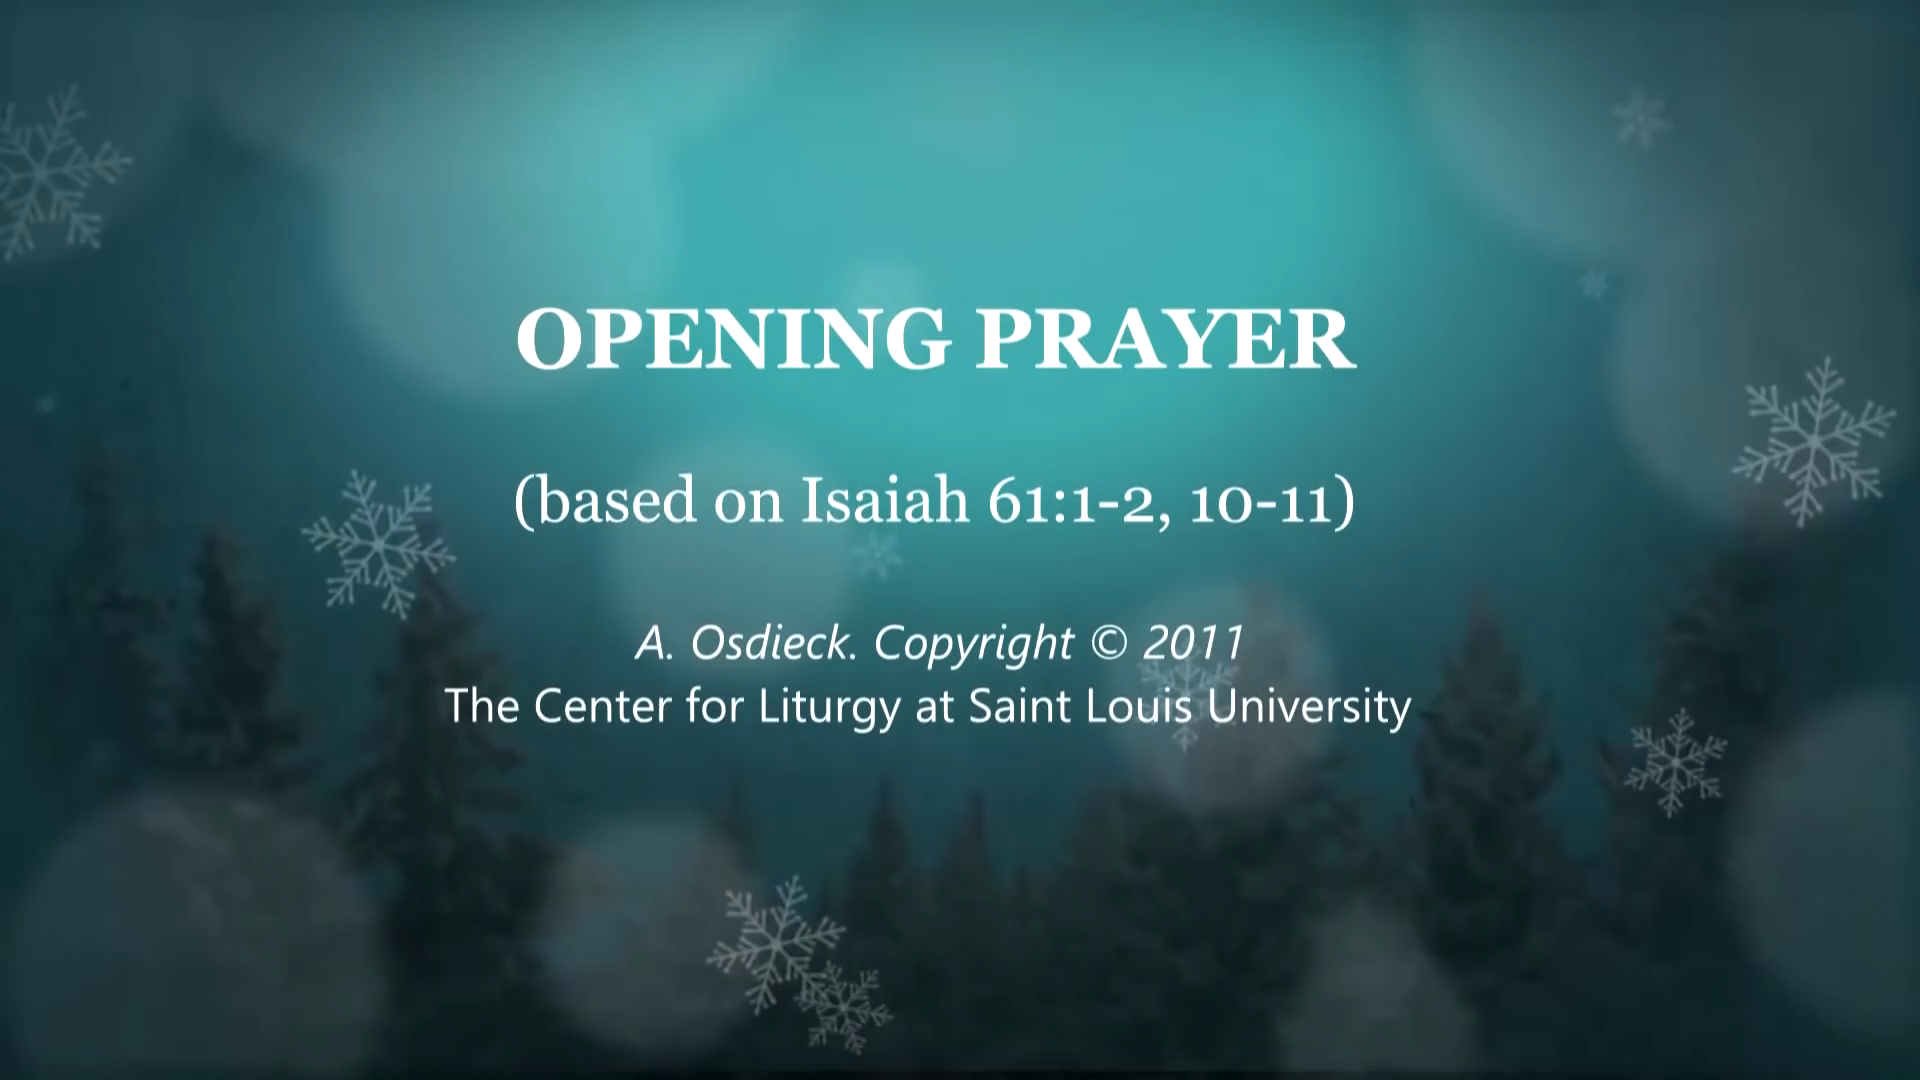 OPENING PRAYER
(based on Isaiah 61:1-2, 10-11)
A. Osdieck. Copyright © 2011
The Center for Liturgy at Saint Louis University